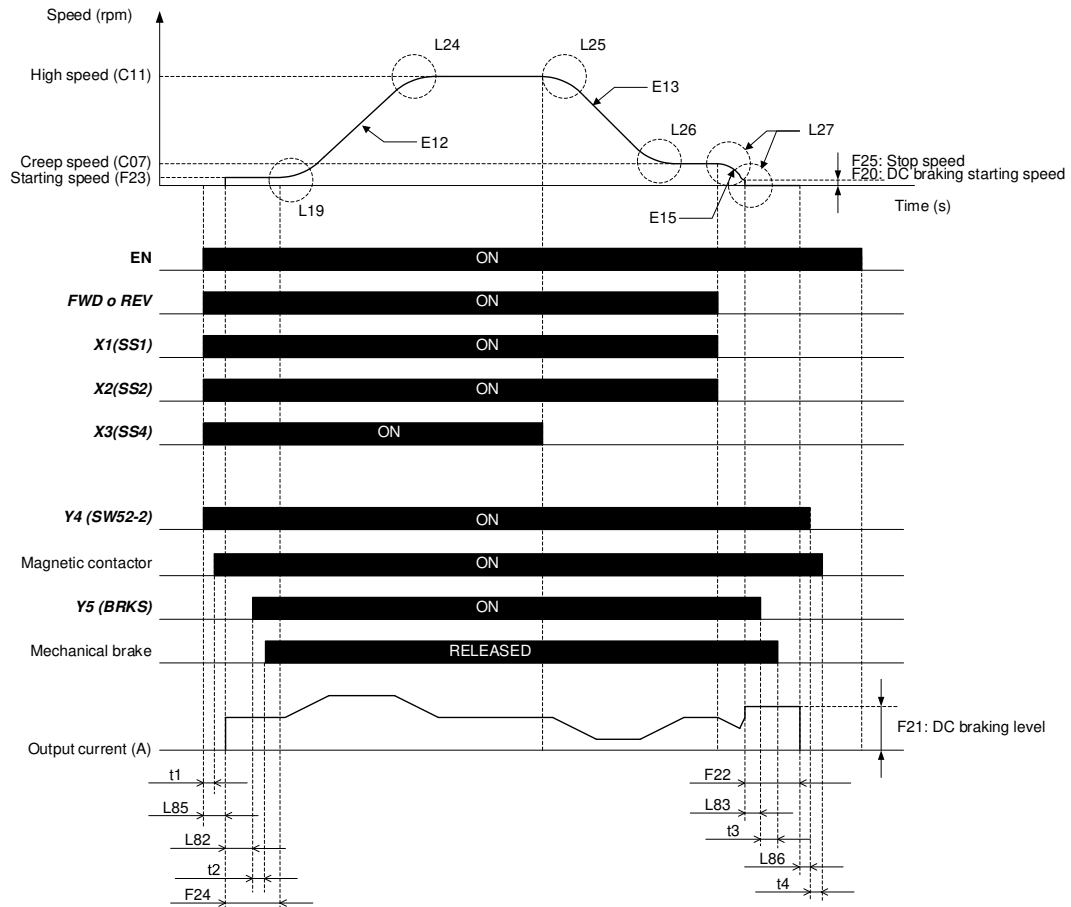 Speed (rpm)
L24
L25
High speed (C11)
E13
E12
L26
L27
Creep speed (C07)
F25: Stop speed
Starting speed (F23)
F20: DC braking starting speed
L19
E15
Time (s)
EN
ON
FWD o REV
ON
X1(SS1)
ON
X2(SS2)
ON
X3(SS4)
ON
Y4 (SW52-2)
ON
Magnetic contactor
ON
Y5 (BRKS)
ON
Mechanical brake
RELEASED
F21: DC braking level
Output current (A)
t1
F22
L85
L83
L82
t3
t2
L86
F24
t4